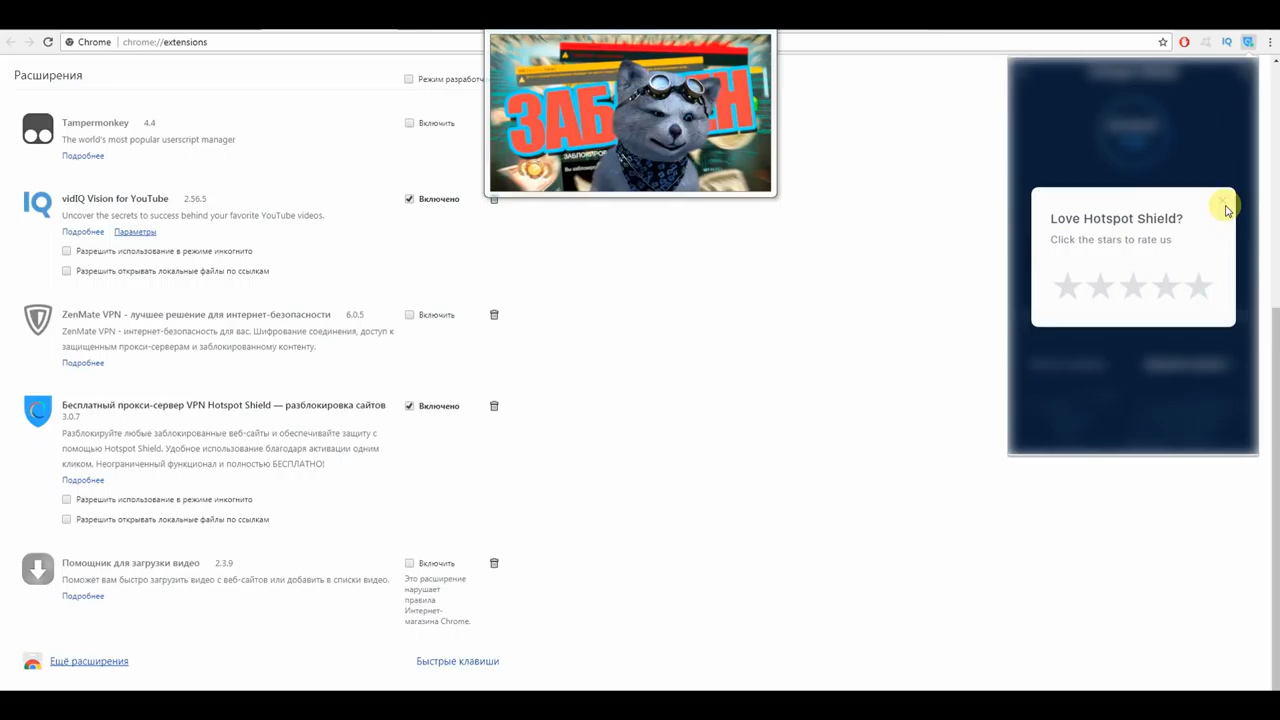 Chrome chrome://extensions
Расширения
Режим разработч
Tampermonkey 4.4
Включить
The world's most popular userscript manager
Подробнее
vidIQ Vision for YouTube 2.56.5
Включено
Uncover the secrets to success behind your favorite YouTube videos.
Подробнее Параметры
Разрешить использование в режиме инкогнито
Разрешить открывать локальные файлы по ссылкам
ZenMate VPN - лучшее решение для интернет-безопасности 6.0.5
Включить
ZenMate VPN - интернет-безопасность для вас. Шифрование соединения, доступ к
защищенным прокси-серверам и заблокированному контенту.
Подробнее
Бесплатный прокси-сервер VPN Hotspot Shield — разблокировка сайтов
3.0.7
Включено
Разблокируйте любые заблокированные веб-сайты и обеспечивайте защиту с
помощью Hotspot Shield. Удобное использование благодаря активации одним
кликом. Неограниченный функционал и полностью БЕСПЛАТНО!
Подробнее
Разрешить использование в режиме инкогнито
Разрешить открывать локальные файлы по ссылкам
Помощник для загрузки видео 2.3.9
Включить
Поможет вам быстро загрузить видео с веб-сайтов или добавить в списки видео.
Подробнее
Это расширение
нарушает
правила
Интернет-
магазина Chrome.
Ещё расширения
Быстрые клавиши
IQ
ЗАБ ЕН
Love Hotspot Shield?
Click the stars to rate us